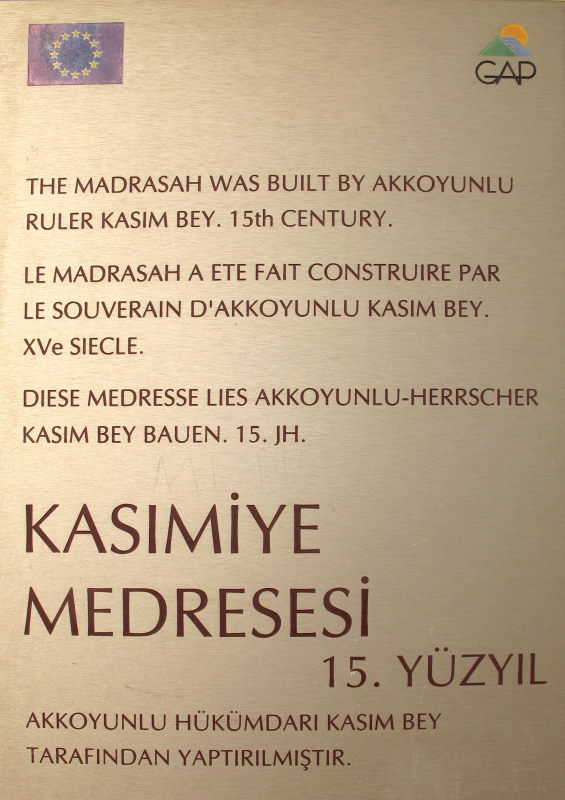 GAP
THE MADRASAH WAS BUILT BY AKKOYUNLU
RULER KASIM BEY. 15th CENTURY.
LE MADRASAH A ETE FAIT CONSTRUIRE PAR
LE SOUVERAIN D'AKKOYUNLU KASIM BEY.
XVe SIECLE.
DIESE MEDRESSE LIES AKKOYUNLU-HERRSCHER
KASIM BEY BAUEN. 15. JH.
KASIMİYE
MEDRESESİ
15. YÜZYIL
AKKOYUNLU HÜKÜMDARI KASIM BEY
TARAFINDAN YAPTIRILMIŞTIR.